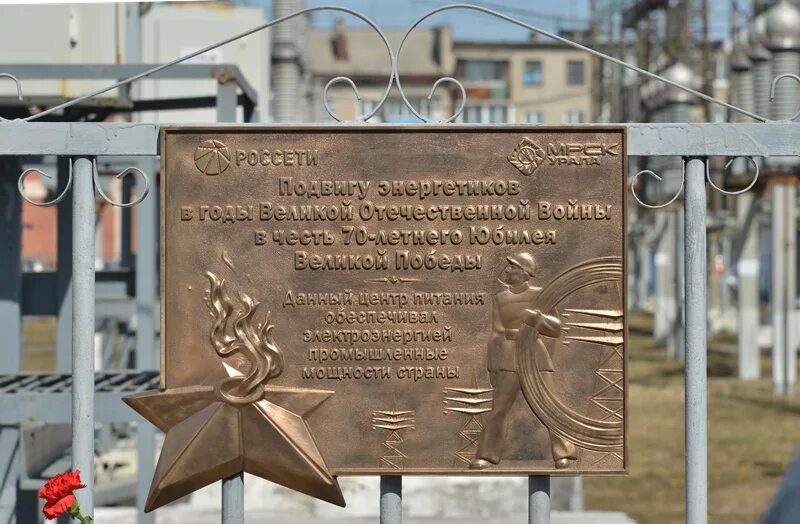 РОССЕТИ
МРСК
УРАЛА
Подвигу энергетиков
в годы Великой Отечественной Войны
в честь 70-летнего Юбилея
Великой Победы
Данный центр питания
обеспечивал
электроэнергией
промышленные
мощности страны